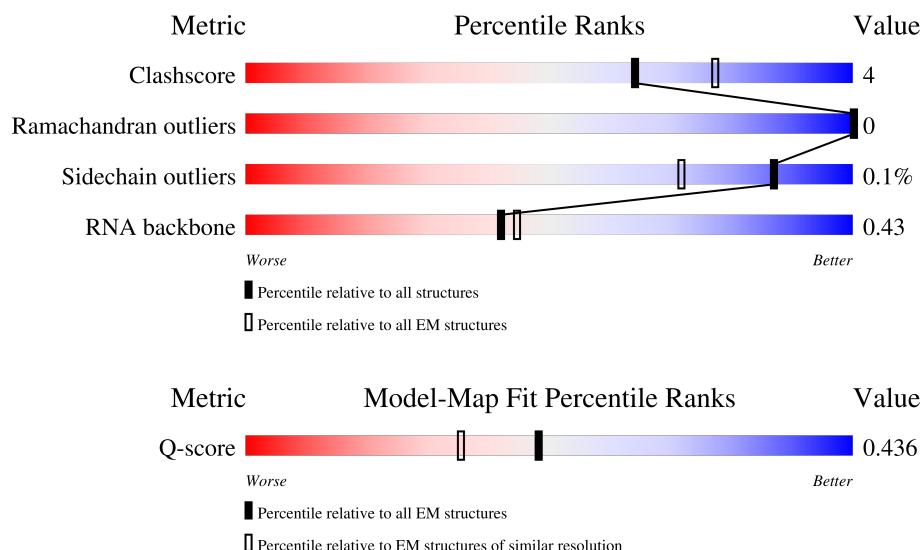 Metric Percentile Ranks Value
Clashscore 4
Ramachandran outliers 0
Sidechain outliers 0.1%
RNA backbone 0.43
Worse Better
Percentile relative to all structures
Percentile relative to all EM structures
Metric Model-Map Fit Percentile Ranks Value
Q-score 0.436
Worse Better
Percentile relative to all EM structures
Percentile relative to EM structures of similar resolution